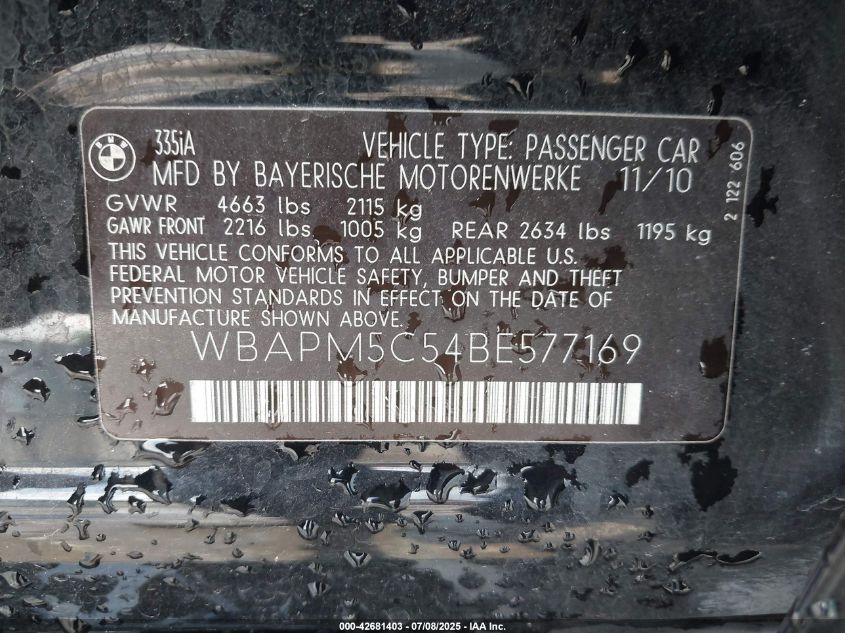 BMW
335iA VEHICLE TYPE: PASSENGER CAR
MFD BY BAYERISCHE MOTORENWERKE 11/10
GVWR 4663 lbs 2115 kg
GAWR FRONT 2216 lbs 1005 kg REAR 2634 lbs 1195 kg
THIS VEHICLE CONFORMS TO ALL APPLICABLE U.S.
FEDERAL MOTOR VEHICLE SAFETY, BUMPER AND THEFT
PREVENTION STANDARDS IN EFFECT ON THE DATE OF
MANUFACTURE SHOWN ABOVE.
WBAPM5C54BE577169
2 122 606
000-42681403 - 07/08/2025 - IAA Inc.